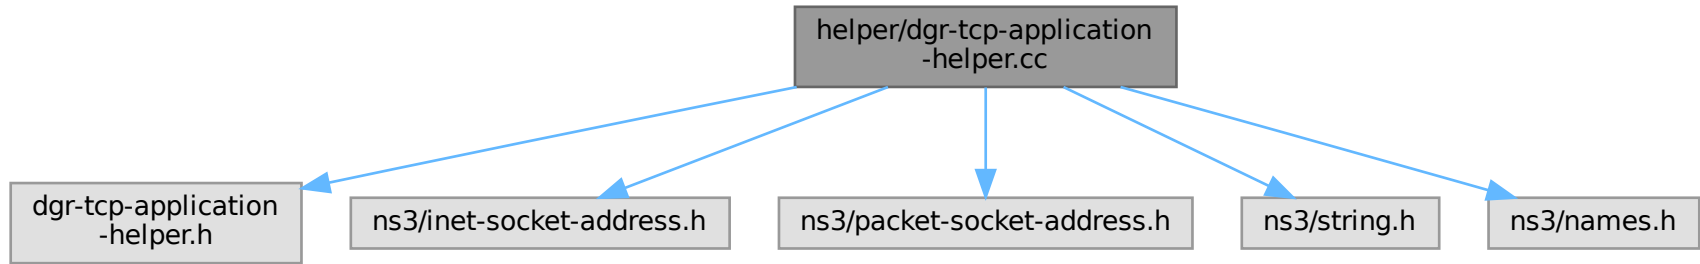 helper/dgr-tcp-application
-helper.cc
dgr-tcp-application
-helper.h
ns3/inet-socket-address.h
ns3/packet-socket-address.h
ns3/string.h
ns3/names.h